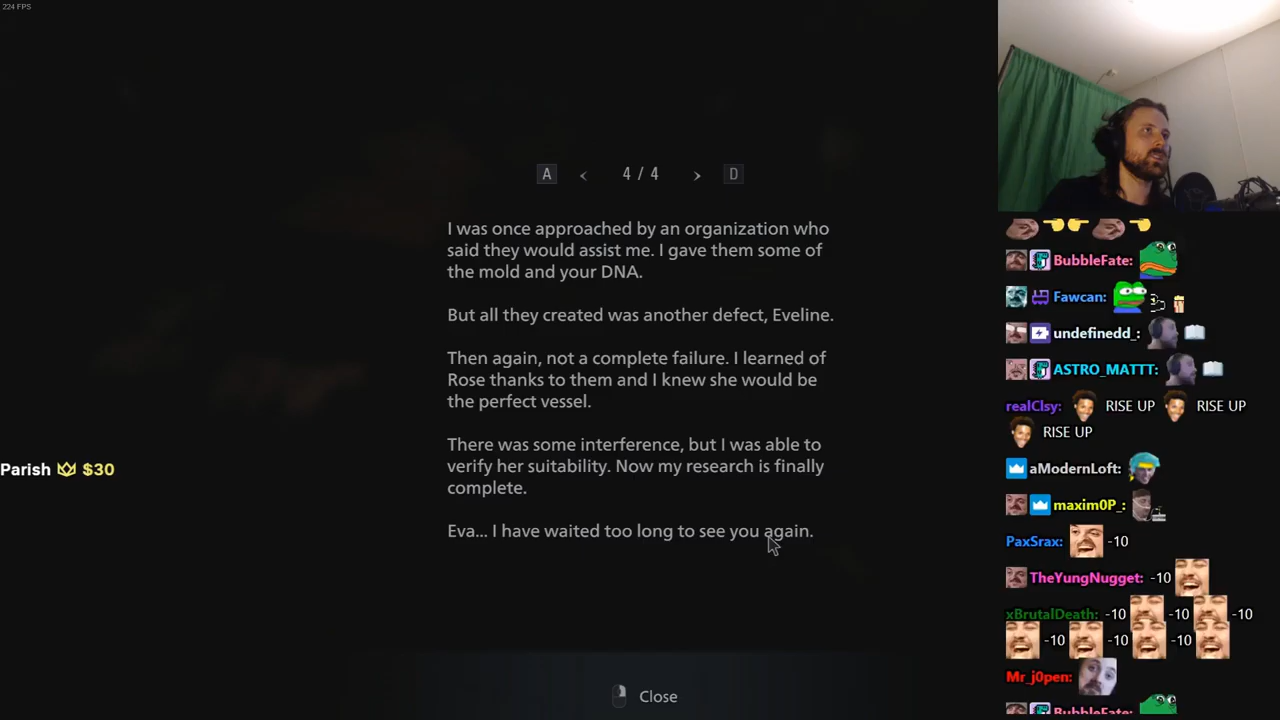 224 FPS
A < 4 / 4 > D
I was once approached by an organization who
said they would assist me. I gave them some of
the mold and your DNA.
But all they created was another defect, Eveline.
Then again, not a complete failure. I learned of
Rose thanks to them and I knew she would be
the perfect vessel.
There was some interference, but I was able to
verify her suitability. Now my research is finally
complete.
Eva... I have waited too long to see you again.
Close
Parish $30
BubbleFate:
Fawcan:
undefinedd_:
ASTRO_MATTT:
realClsy: RISE UP RISE UP
RISE UP
aModernLoft:
maxim0P_:
PaxSrax: -10
TheYungNugget: -10
xBrutalDeath: -10 -10 -10
-10 -10 -10
Mr_j0pen:
BubbleFate: